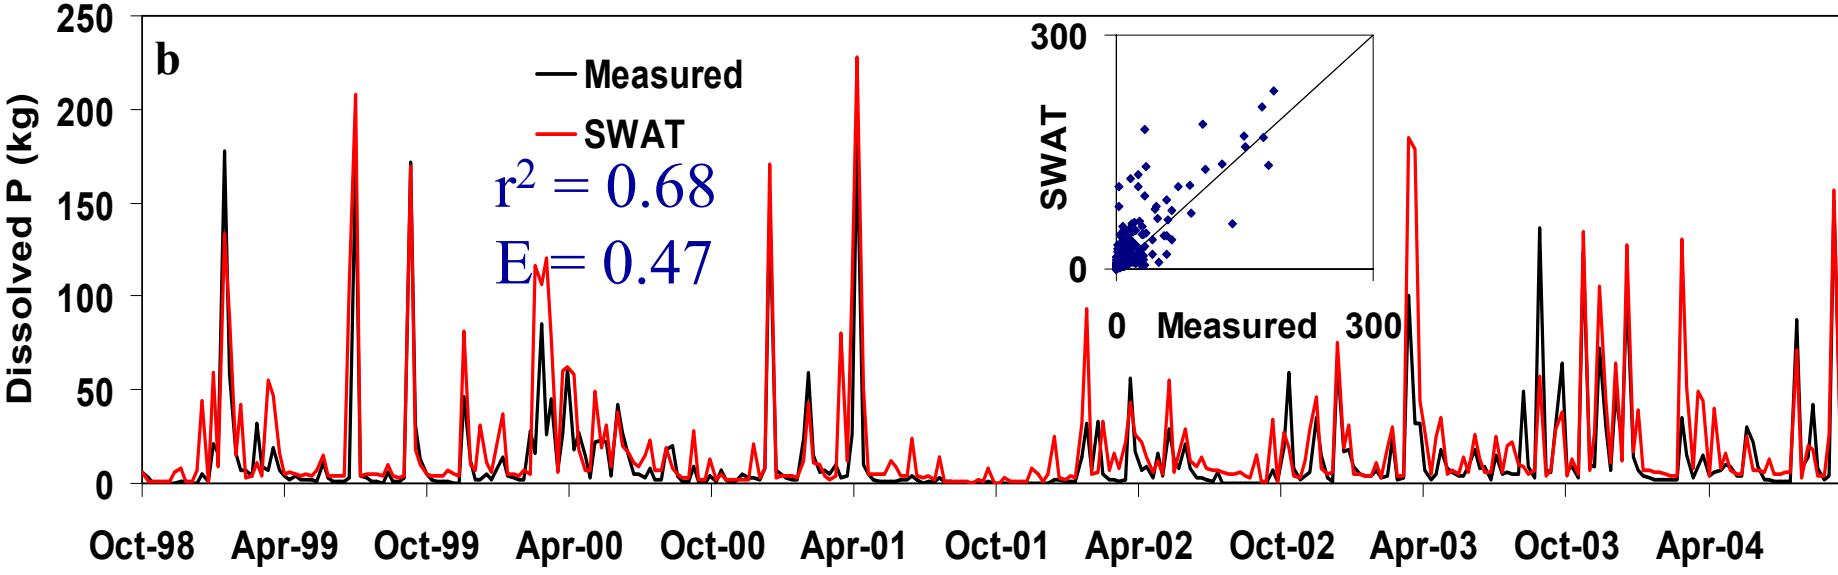 250
200
150
100
50
0
Dissolved P (kg)
b
Measured
SWAT
r² = 0.68
E = 0.47
300
0
SWAT
0 Measured 300
Oct-98 Apr-99 Oct-99 Apr-00 Oct-00 Apr-01 Oct-01 Apr-02 Oct-02 Apr-03 Oct-03 Apr-04